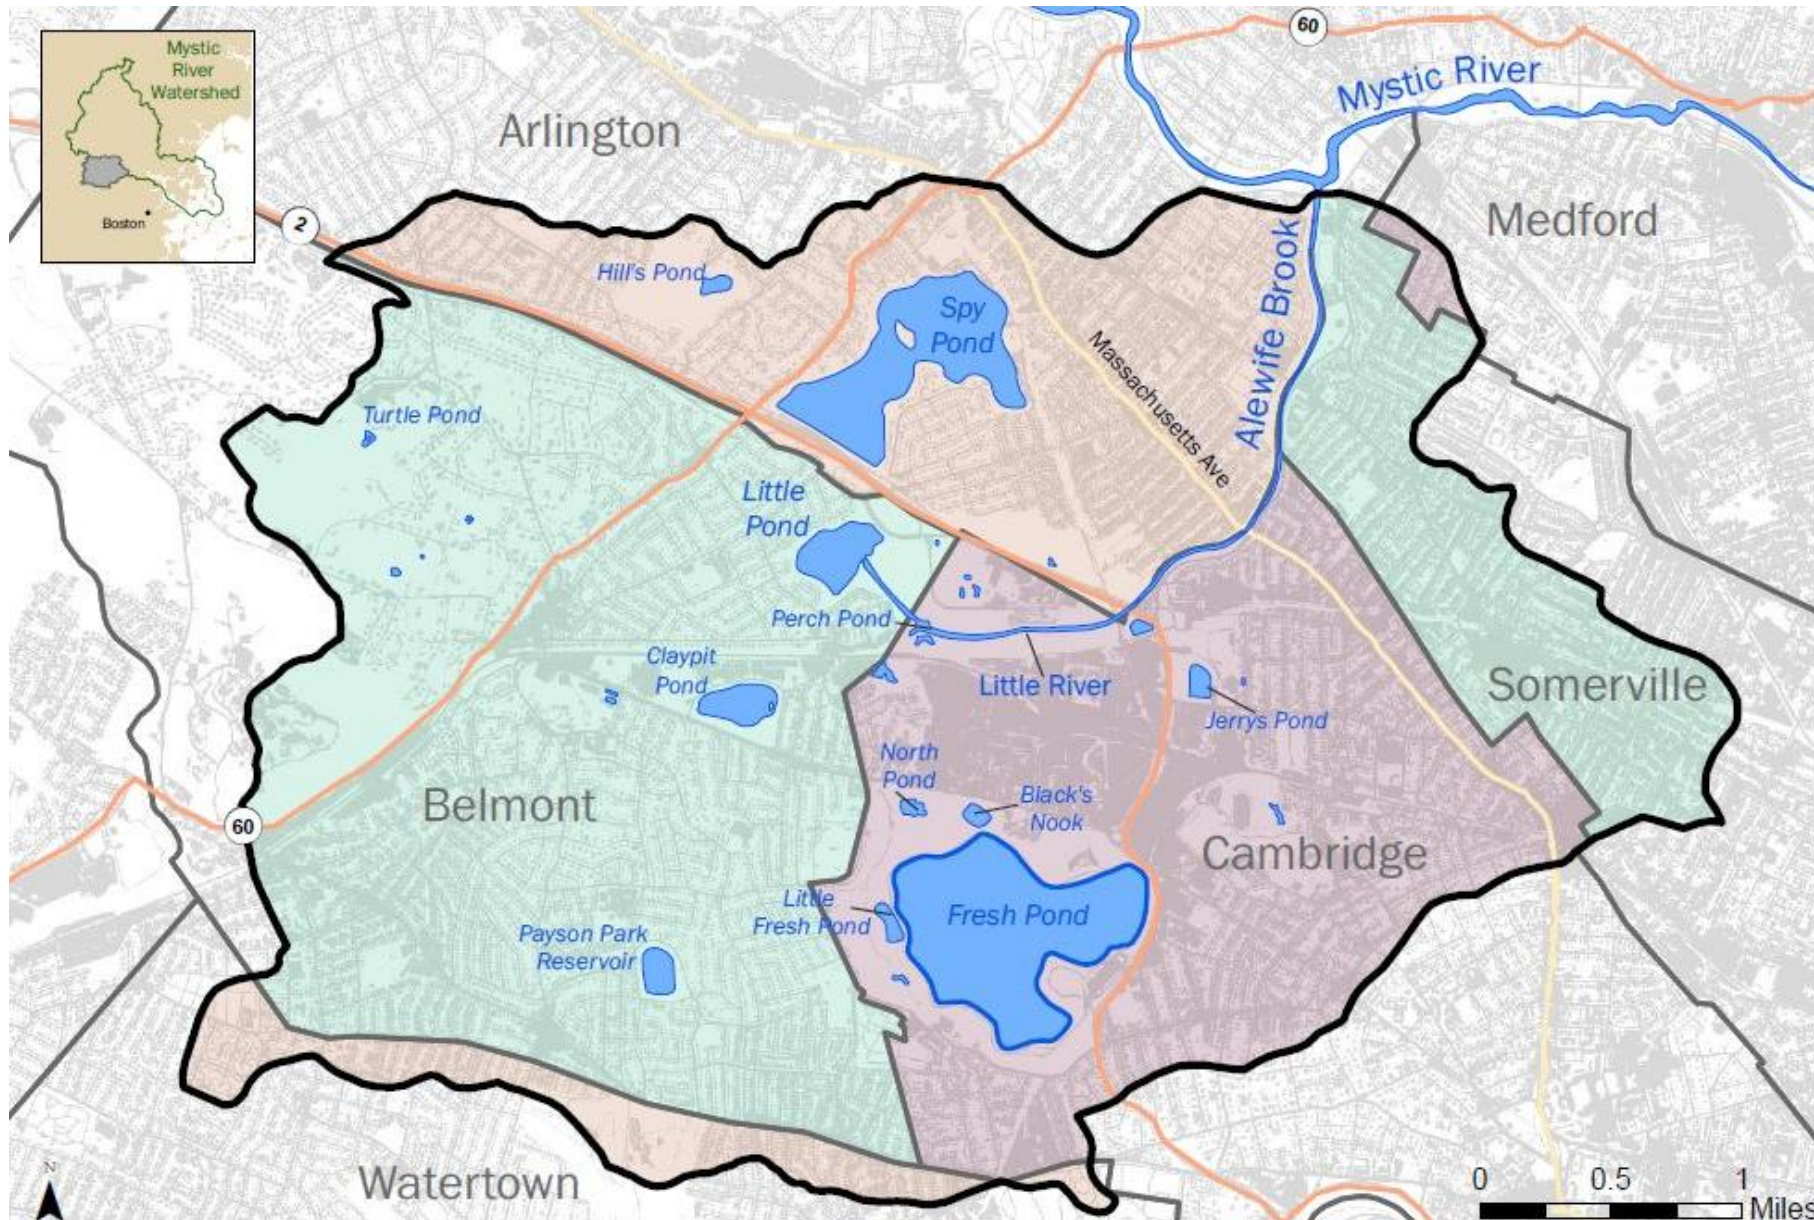 Mystic
River
Watershed
Boston
60
Mystic River
Arlington
Medford
2
Hill's Pond
Spy
Pond
Alewife Brook
Massachusetts Ave
Turtle Pond
Little
Pond
Perch Pond
Claypit
Pond
Little River
Somerville
Jerrys Pond
North
Pond
Black's
Nook
Belmont
60
Cambridge
Little
Fresh Pond
Fresh Pond
Payson Park
Reservoir
Watertown
N
0 0.5 1
Miles